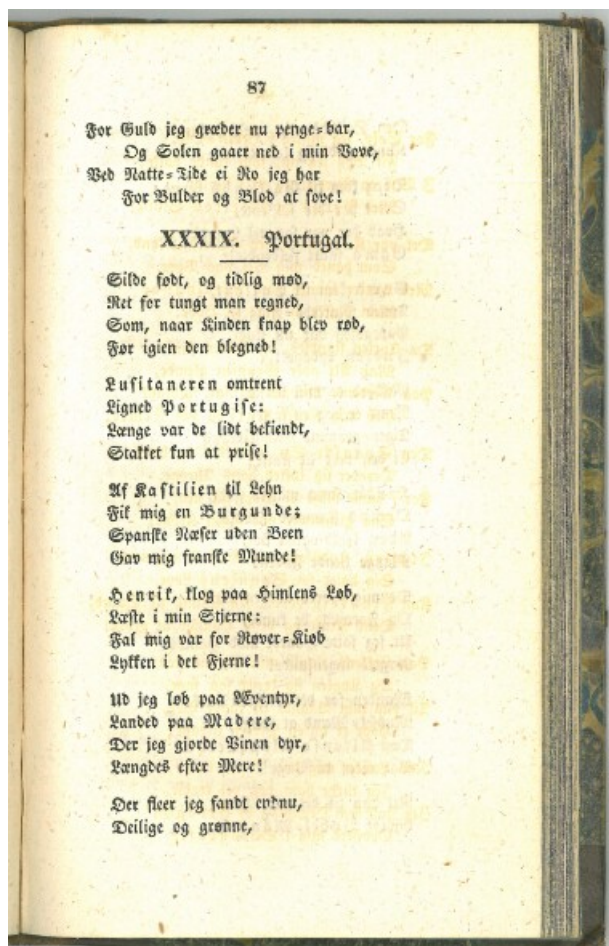 87
For Guld jeg græder nu penge-bar,
Og Solen gaaer ned i min Vove,
Ved Natte-Tide ei Ro jeg har
For Bulder og Blod at sove!
XXXIX. Portugal.
Silde født, og tidlig mød,
Ret for tungt man regned,
Som, naar Kinden knap blev rød,
Før igien den blegned!
Lusitaneren omtrent
Ligned Portugise:
Længe var de lidt bekiendt,
Stakket kun at prise!
Af Kastilien til Lehn
Fik mig en Burgunde;
Spanske Næser uden Been
Gav mig franske Munde!
Henrik, klog paa Himlens Løb,
Læste i min Stjerne:
Fal mig var for Røver-Kiøb
Lykken i det Fjerne!
Ud jeg løb paa Æventyr,
Landed paa Madere,
Der jeg gjorde Vinen dyr,
Længdes efter Mere!
Øer fleer jeg fandt endnu,
Deilige og grønne,